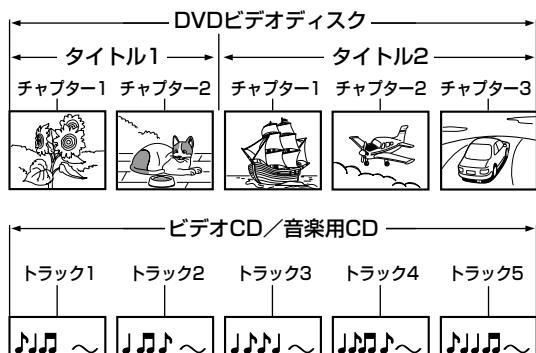 DVDビデオディスク
タイトル1 タイトル2
チャプター1 チャプター2 チャプター1 チャプター2 チャプター3
ビデオCD／音楽用CD
トラック1 トラック2 トラック3 トラック4 トラック5